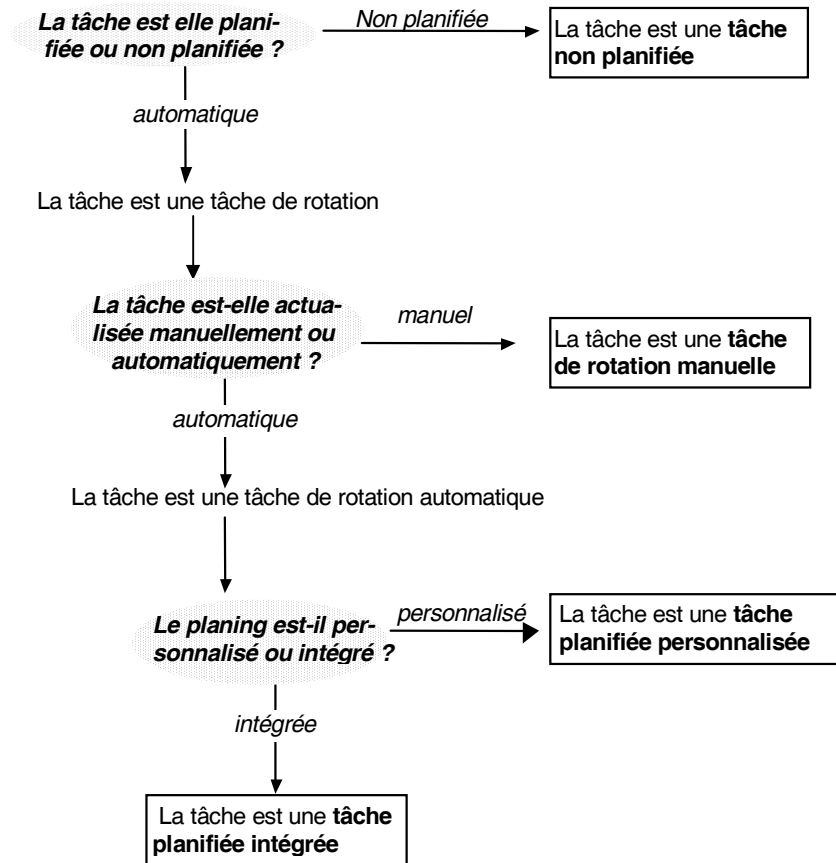 La tâche est elle plani-
fiée ou non planifiée ?
Non planifiée
La tâche est une tâche
non planifiée
automatique
La tâche est une tâche de rotation
La tâche est-elle actua-
lisée manuellement ou
automatiquement ?
manuel
La tâche est une tâche
de rotation manuelle
automatique
La tâche est une tâche de rotation automatique
Le planing est-il per-
sonnalisé ou intégré ?
personnalisé
La tâche est une tâche
planifiée personnalisée
intégrée
La tâche est une tâche
planifiée intégrée